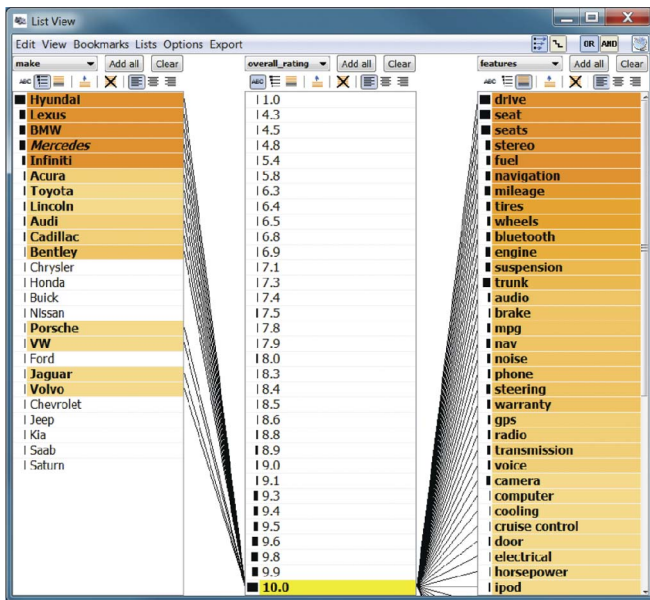 List View
Edit View Bookmarks Lists Options Export
OR AND
make
Add all
Clear
ABC
Hyundai
Lexus
BMW
Mercedes
Infiniti
Acura
Toyota
Lincoln
Audi
Cadillac
Bentley
Chrysler
Honda
Buick
Nissan
Porsche
VW
Ford
Jaguar
Volvo
Chevrolet
Jeep
Kia
Saab
Saturn
overall_rating
Add all
Clear
ABC
1.0
4.3
4.5
4.8
5.4
5.8
6.3
6.4
6.5
6.8
6.9
7.1
7.3
7.4
7.5
7.8
7.9
8.0
8.3
8.4
8.5
8.6
8.8
8.9
9.0
9.1
9.3
9.4
9.5
9.6
9.8
9.9
10.0
features
Add all
Clear
ABC
drive
seat
seats
stereo
fuel
navigation
mileage
tires
wheels
bluetooth
engine
suspension
trunk
audio
brake
mpg
nav
noise
phone
steering
warranty
gps
radio
transmission
voice
camera
computer
cooling
cruise control
door
electrical
horsepower
ipod